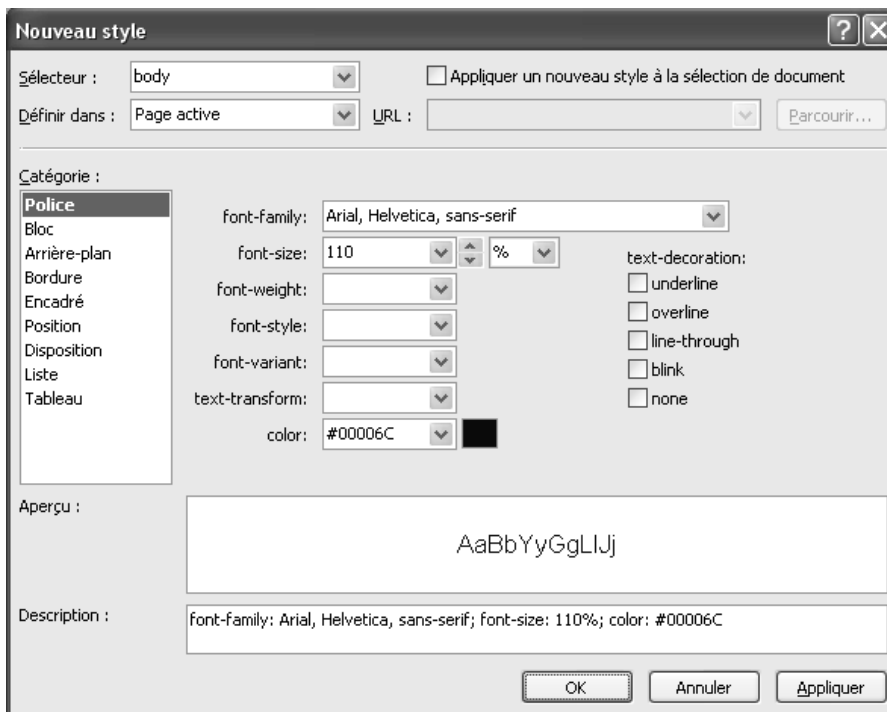 Nouveau style
Sélecteur : body Appliquer un nouveau style à la sélection de document
Définir dans : Page active URL : Parcourir...
Catégorie :
Police
Bloc
Arrière-plan
Bordure
Encadré
Position
Disposition
Liste
Tableau
font-family: Arial, Helvetica, sans-serif
font-size: 110 %
font-weight:
font-style:
font-variant:
text-transform:
color: #00006C
text-decoration:
underline
overline
line-through
blink
none
Aperçu :
AaBbYyGgLlJj
Description :
font-family: Arial, Helvetica, sans-serif; font-size: 110%; color: #00006C
OK Annuler Appliquer